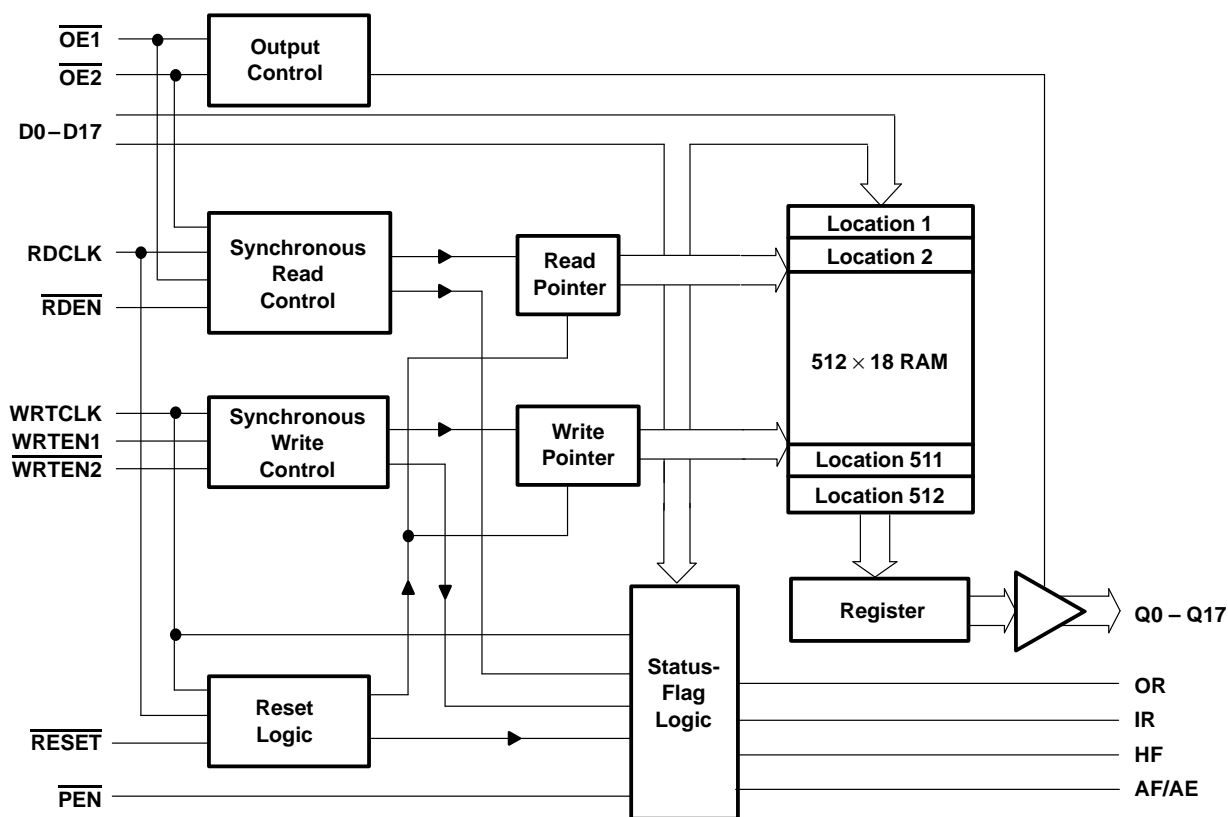 OE1
OE2
Output
Control
D0–D17
RDCLK
RDEN
Synchronous
Read
Control
Read
Pointer
Location 1
Location 2
512 × 18 RAM
Location 511
Location 512
WRTCLK
WRTEN1
WRTEN2
Synchronous
Write
Control
Write
Pointer
Register
Q0 – Q17
RESET
PEN
Reset
Logic
Status-
Flag
Logic
OR
IR
HF
AF/AE